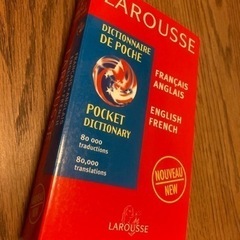 LAROUSSE
DICTIONNAIRE
DE POCHE
FRANÇAIS
ANGLAIS
POCKET
DICTIONARY
ENGLISH
FRENCH
80 000
traductions
80,000
translations
NOUVEAU
NEW
LAROUSSE